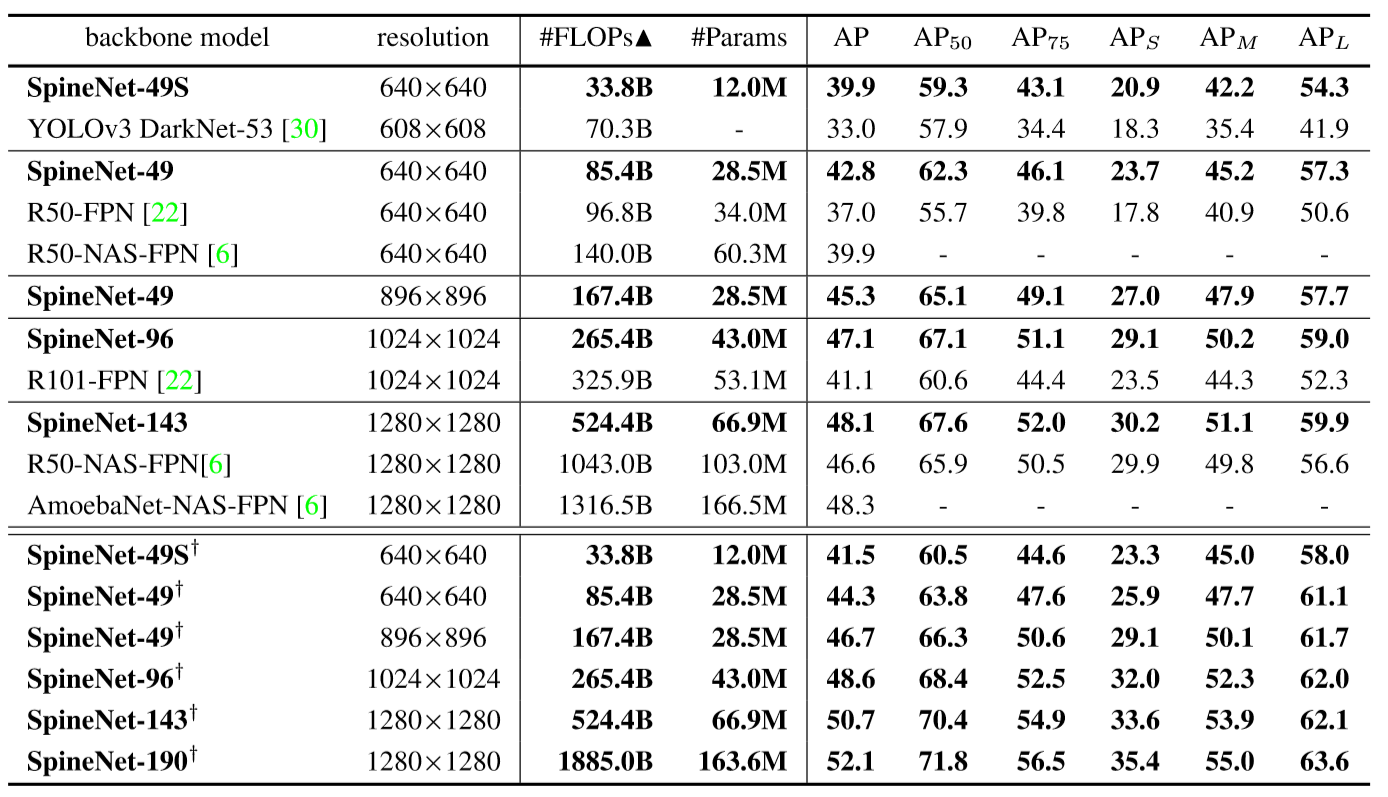 backbone model resolution #FLOPs▲ #Params AP AP50 AP75 APS APM APL
SpineNet-49S 640×640 33.8B 12.0M 39.9 59.3 43.1 20.9 42.2 54.3
YOLOv3 DarkNet-53 [30] 608×608 70.3B - 33.0 57.9 34.4 18.3 35.4 41.9
SpineNet-49 640×640 85.4B 28.5M 42.8 62.3 46.1 23.7 45.2 57.3
R50-FPN [22] 640×640 96.8B 34.0M 37.0 55.7 39.8 17.8 40.9 50.6
R50-NAS-FPN [6] 640×640 140.0B 60.3M 39.9 - - - - -
SpineNet-49 896×896 167.4B 28.5M 45.3 65.1 49.1 27.0 47.9 57.7
SpineNet-96 1024×1024 265.4B 43.0M 47.1 67.1 51.1 29.1 50.2 59.0
R101-FPN [22] 1024×1024 325.9B 53.1M 41.1 60.6 44.4 23.5 44.3 52.3
SpineNet-143 1280×1280 524.4B 66.9M 48.1 67.6 52.0 30.2 51.1 59.9
R50-NAS-FPN[6] 1280×1280 1043.0B 103.0M 46.6 65.9 50.5 29.9 49.8 56.6
AmoebaNet-NAS-FPN [6] 1280×1280 1316.5B 166.5M 48.3 - - - - -
SpineNet-49S† 640×640 33.8B 12.0M 41.5 60.5 44.6 23.3 45.0 58.0
SpineNet-49† 640×640 85.4B 28.5M 44.3 63.8 47.6 25.9 47.7 61.1
SpineNet-49† 896×896 167.4B 28.5M 46.7 66.3 50.6 29.1 50.1 61.7
SpineNet-96† 1024×1024 265.4B 43.0M 48.6 68.4 52.5 32.0 52.3 62.0
SpineNet-143† 1280×1280 524.4B 66.9M 50.7 70.4 54.9 33.6 53.9 62.1
SpineNet-190† 1280×1280 1885.0B 163.6M 52.1 71.8 56.5 35.4 55.0 63.6